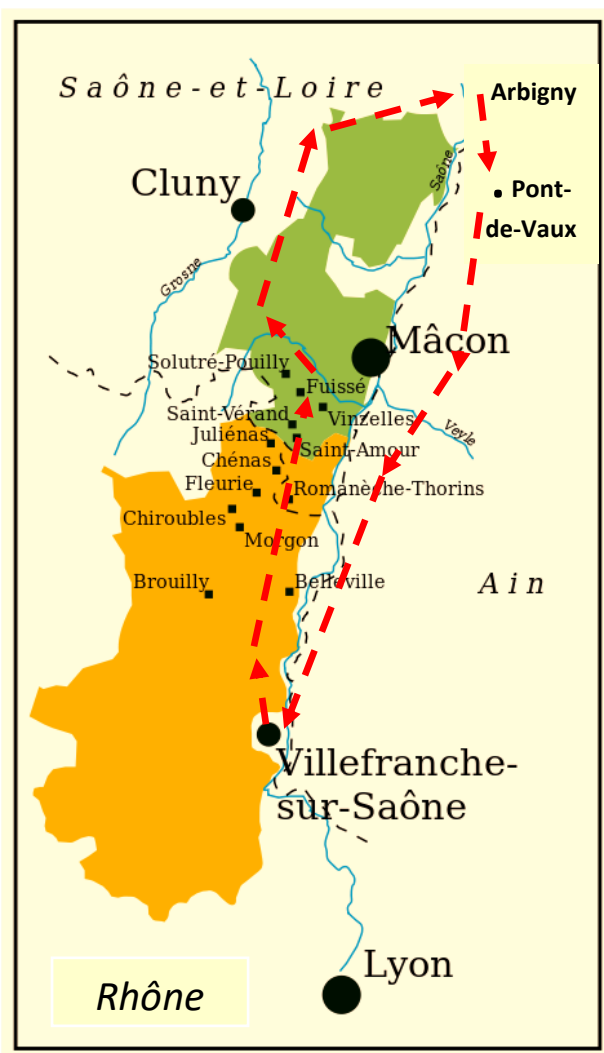 Saône-et-Loire
Arbigny
Saône
Cluny
• Pont-
de-Vaux
Grosne
Mâcon
Solutré-Pouilly
Fuissé
Saint-Vérand
Vinzelles
Veyle
Juliénas
Saint-Amour
Chénas
Fleurie
Romanèche-Thorins
Chiroubles
Morgon
Brouilly
Belleville
Ain
Villefranche-
sur-Saône
Lyon
Rhône